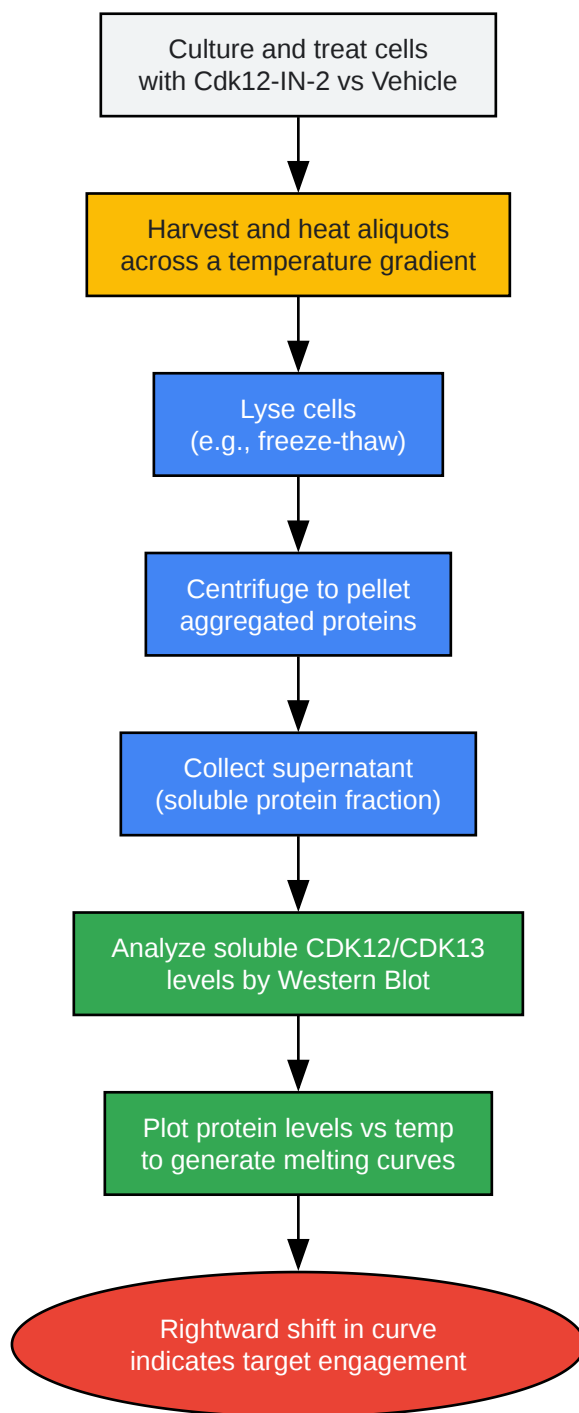 Culture and treat cells
with Cdk12-IN-2 vs Vehicle
Harvest and heat aliquots
across a temperature gradient
Lyse cells
(e.g., freeze-thaw)
Centrifuge to pellet
aggregated proteins
Collect supernatant
(soluble protein fraction)
Analyze soluble CDK12/CDK13
levels by Western Blot
Plot protein levels vs temp
to generate melting curves
Rightward shift in curve
indicates target engagement